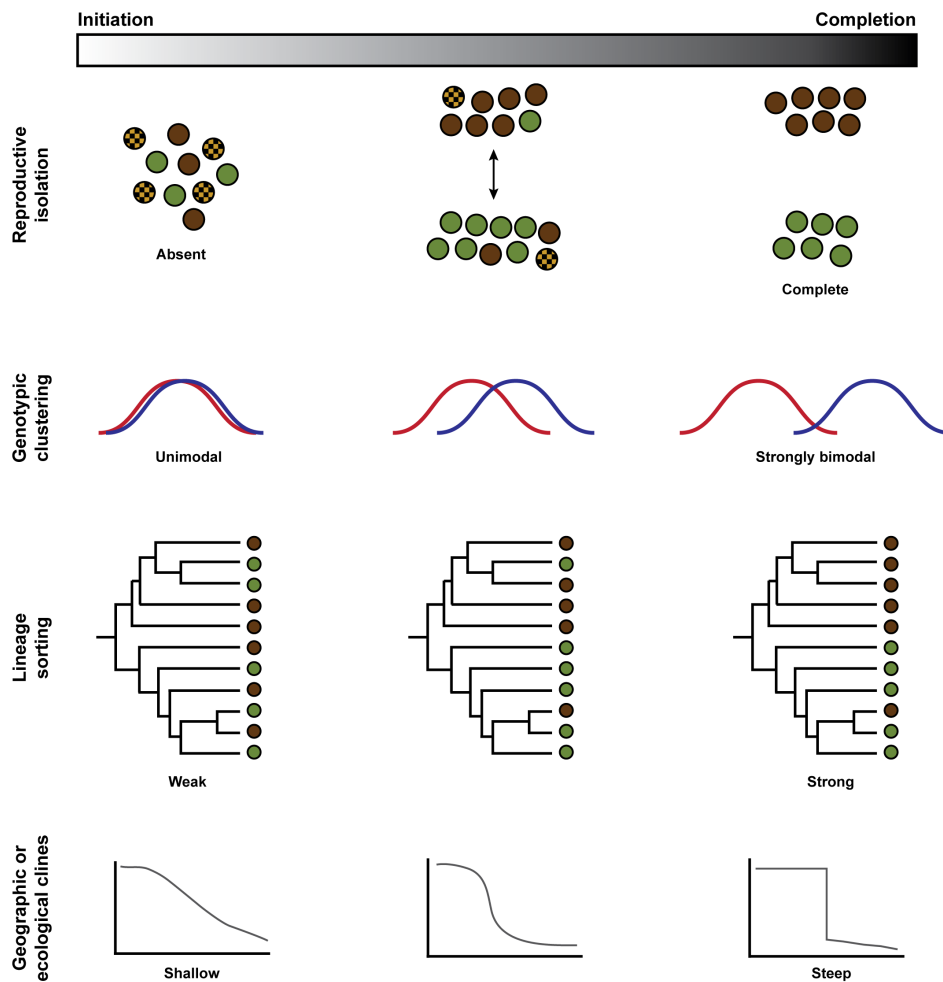 Initiation
Completion
Reproductive
isolation
Absent
Complete
Genotypic
clustering
Unimodal
Strongly bimodal
Lineage
sorting
Weak
Strong
Geographic or
ecological clines
Shallow
Steep